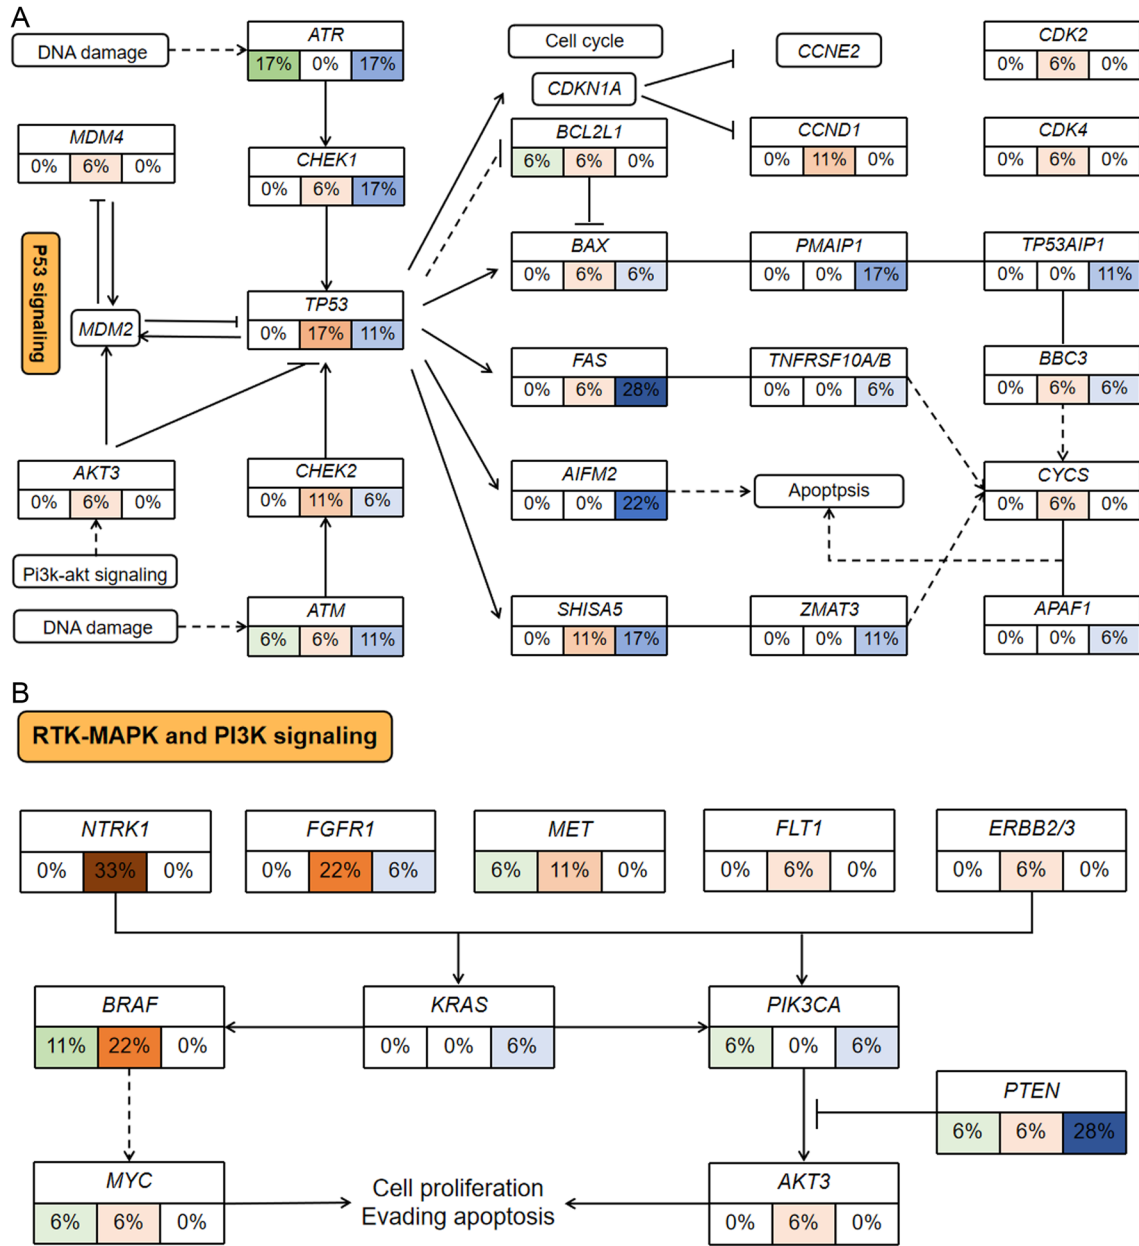 A
DNA damage
ATR
17% 0% 17%
Cell cycle
CDKN1A
CCNE2
CDK2
0% 6% 0%
MDM4
0% 6% 0%
CHEK1
0% 6% 17%
BCL2L1
6% 6% 0%
CCND1
0% 11% 0%
CDK4
0% 6% 0%
P53 signaling
MDM2
TP53
0% 17% 11%
BAX
0% 6% 6%
PMAIP1
0% 0% 17%
TP53AIP1
0% 0% 11%
FAS
0% 6% 28%
TNFRSF10A/B
0% 0% 6%
BBC3
0% 6% 6%
AKT3
0% 6% 0%
CHEK2
0% 11% 6%
AIFM2
0% 0% 22%
Apoptpsis
CYCS
0% 6% 0%
Pi3k-akt signaling
DNA damage
ATM
6% 6% 11%
SHISA5
0% 11% 17%
ZMAT3
0% 0% 11%
APAF1
0% 0% 6%
B
RTK-MAPK and PI3K signaling
NTRK1
0% 33% 0%
FGFR1
0% 22% 6%
MET
6% 11% 0%
FLT1
0% 6% 0%
ERBB2/3
0% 6% 0%
BRAF
11% 22% 0%
KRAS
0% 0% 6%
PIK3CA
6% 0% 6%
PTEN
6% 6% 28%
MYC
6% 6% 0%
Cell proliferation
Evading apoptosis
AKT3
0% 6% 0%